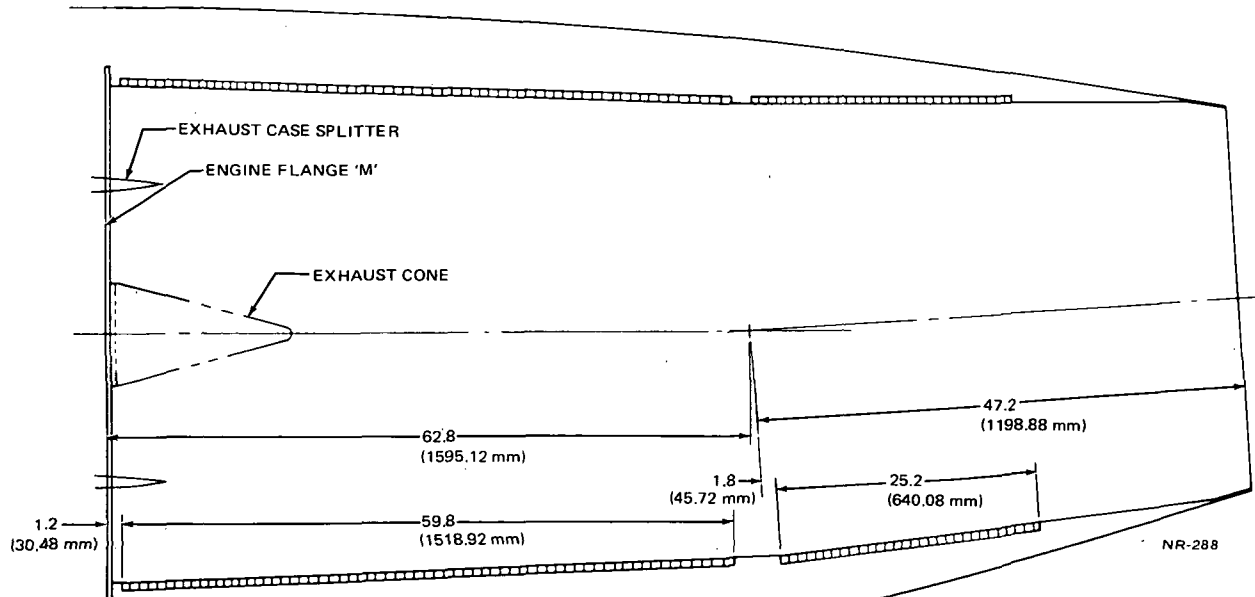 EXHAUST CASE SPLITTER
ENGINE FLANGE 'M'
EXHAUST CONE
47.2
(1198.88 mm)
62.8
(1595.12 mm)
1.8
(45.72 mm)
25.2
(640.08 mm)
1.2
(30.48 mm)
59.8
(1518.92 mm)
NR-288